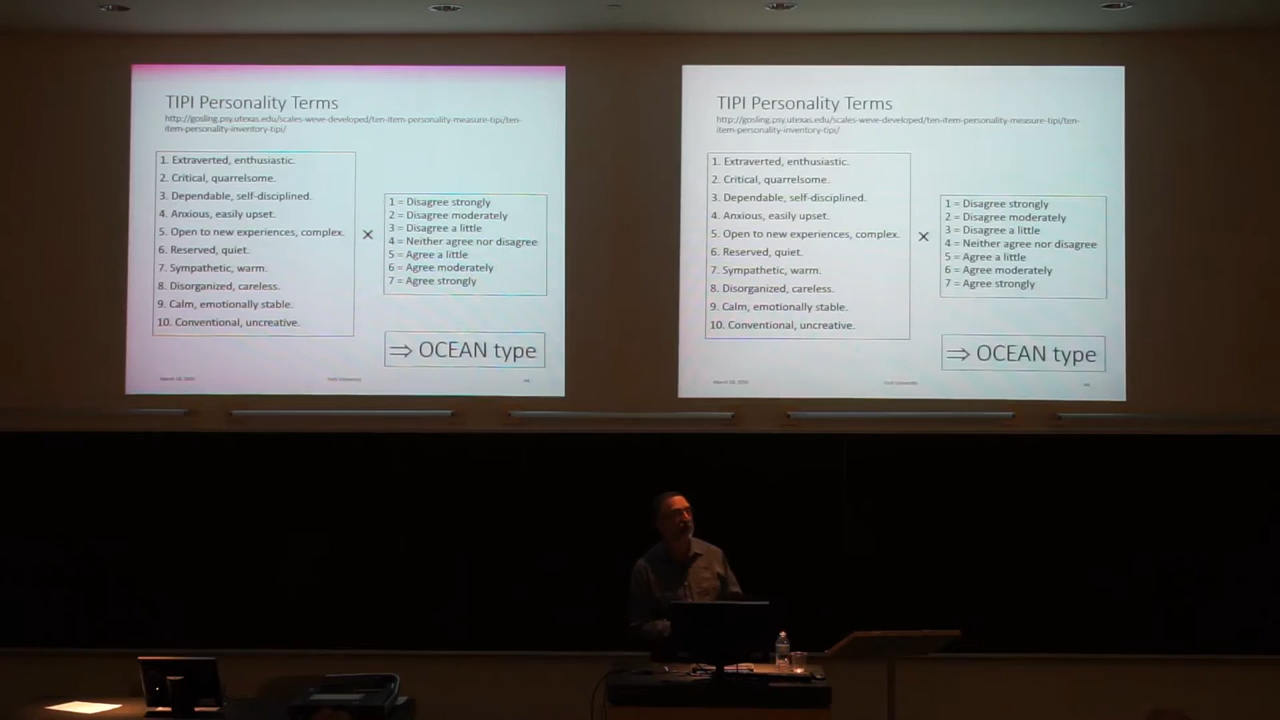 TIPI Personality Terms
http://gosling.psy.utexas.edu/scales-weve-developed/ten-item-personality-measure-tipi/ten-
item-personality-inventory-tipi/
1. Extraverted, enthusiastic.
2. Critical, quarrelsome.
3. Dependable, self-disciplined.
4. Anxious, easily upset.
5. Open to new experiences, complex.
6. Reserved, quiet.
7. Sympathetic, warm.
8. Disorganized, careless.
9. Calm, emotionally stable.
10. Conventional, uncreative.
×
1 = Disagree strongly
2 = Disagree moderately
3 = Disagree a little
4 = Neither agree nor disagree
5 = Agree a little
6 = Agree moderately
7 = Agree strongly
⇒ OCEAN type
York University
TIPI Personality Terms
http://gosling.psy.utexas.edu/scales-weve-developed/ten-item-personality-measure-tipi/ten-
item-personality-inventory-tipi/
1. Extraverted, enthusiastic.
2. Critical, quarrelsome.
3. Dependable, self-disciplined.
4. Anxious, easily upset.
5. Open to new experiences, complex.
6. Reserved, quiet.
7. Sympathetic, warm.
8. Disorganized, careless.
9. Calm, emotionally stable.
10. Conventional, uncreative.
×
1 = Disagree strongly
2 = Disagree moderately
3 = Disagree a little
4 = Neither agree nor disagree
5 = Agree a little
6 = Agree moderately
7 = Agree strongly
⇒ OCEAN type
York University